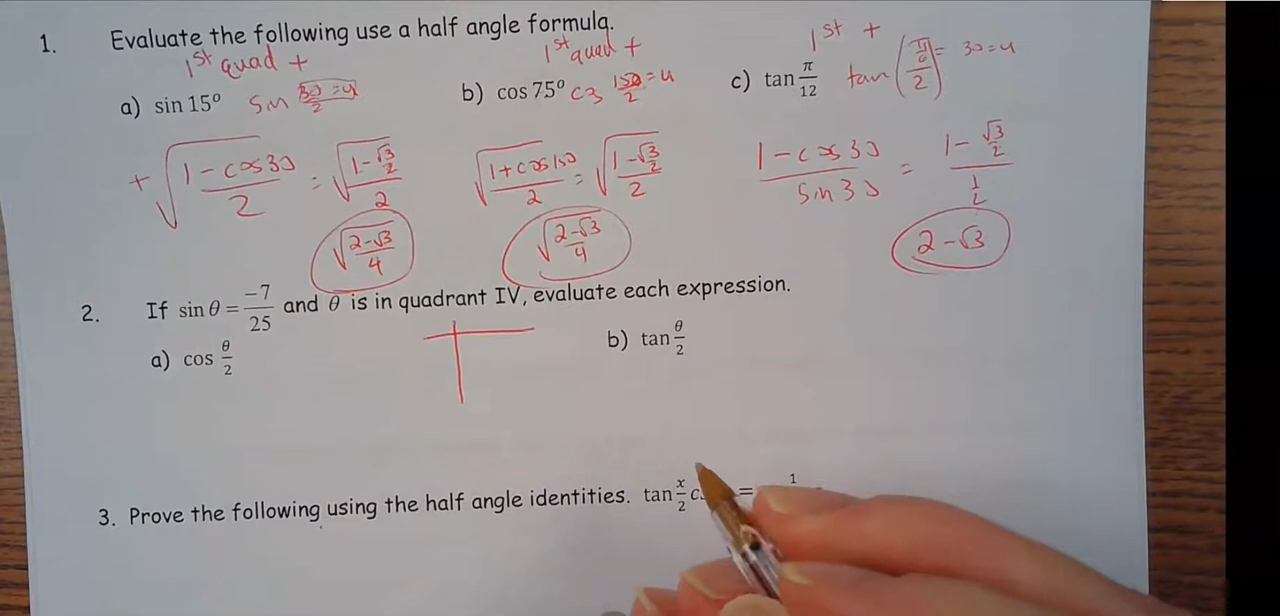 1. Evaluate the following use a half angle formula.
1st quad +
1st quad +
1st +
a) sin 15° sin 30/2 = u
b) cos 75° cos 150/2 = u
c) tan π/12 tan (π/6 / 2) = 30 = u
+√((1 - cos 30)/2) = √((1 - √3/2)/2)
√((2 - √3)/4)
√((1 + cos 150)/2) = √((1 - √3/2)/2)
√((2 - √3)/4)
(1 - cos 30)/(sin 30) = (1 - √3/2)/(1/2)
2 - √3
2. If sin θ = -7/25 and θ is in quadrant IV, evaluate each expression.
a) cos θ/2
b) tan θ/2
3. Prove the following using the half angle identities. tan x/2 = 1